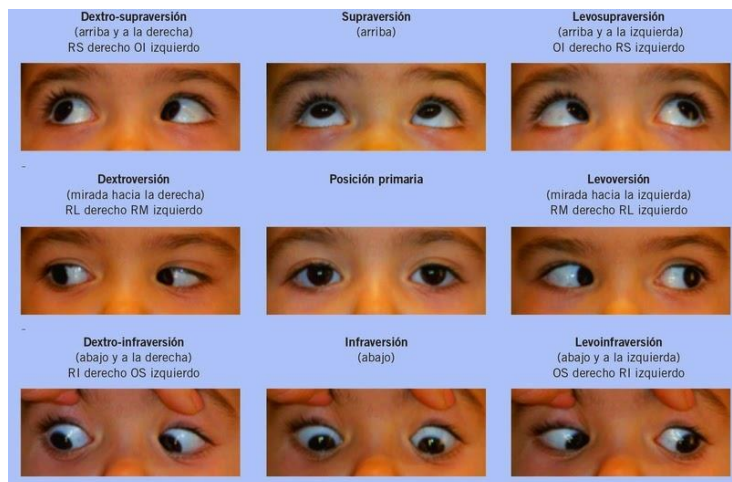 Dextro-supraversión
(arriba y a la derecha)
RS derecho OI izquierdo
Supraversión
(arriba)
Levosupraversión
(arriba y a la izquierda)
OI derecho RS izquierdo
Dextroversión
(mirada hacia la derecha)
RL derecho RM izquierdo
Posición primaria
Levoversión
(mirada hacia la izquierda)
RM derecho RL izquierdo
Dextro-infraversión
(abajo y a la derecha)
RI derecho OS izquierdo
Infraversión
(abajo)
Levoinfraversión
(abajo y a la izquierda)
OS derecho RI izquierdo